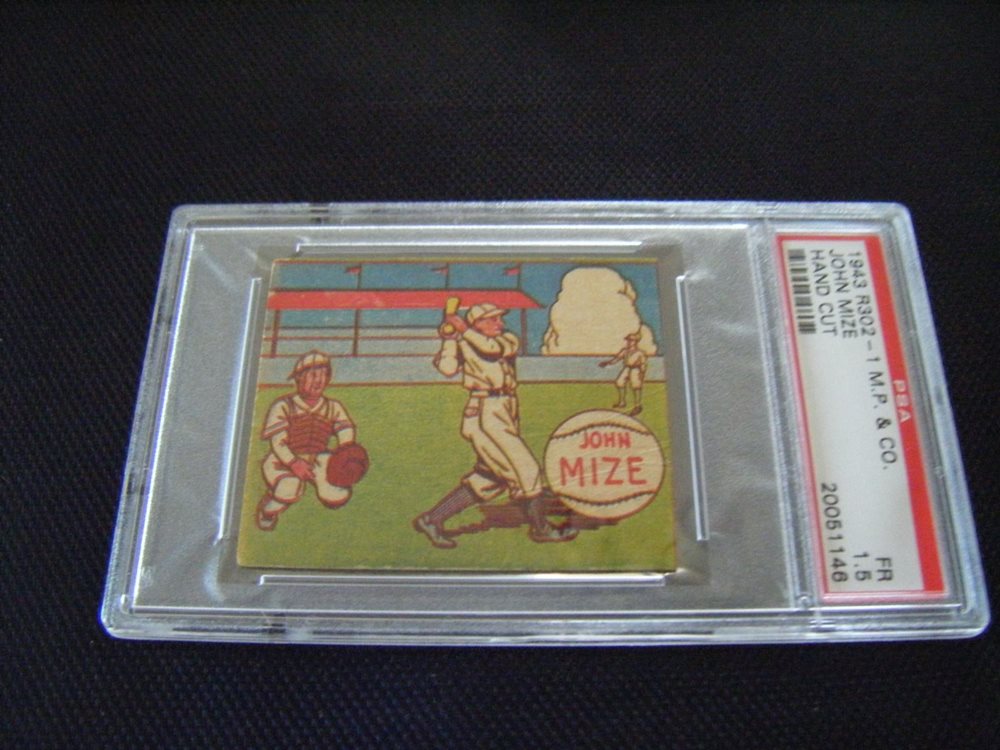 JOHN
MIZE
1943 R302-1 M.P. & CO.
JOHN MIZE
HAND CUT
FR
1.5
20051146
PSA